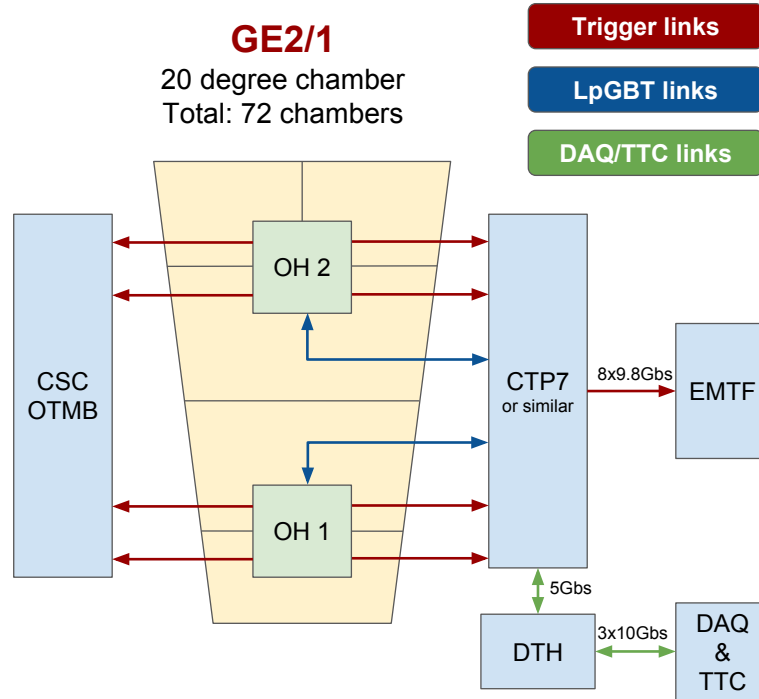 GE2/1
20 degree chamber
Total: 72 chambers
Trigger links
LpGBT links
DAQ/TTC links
OH 2
CSC
OTMB
CTP7
or similar
8x9.8Gbs
EMTF
OH 1
5Gbs
DTH
3x10Gbs
DAQ
&
TTC